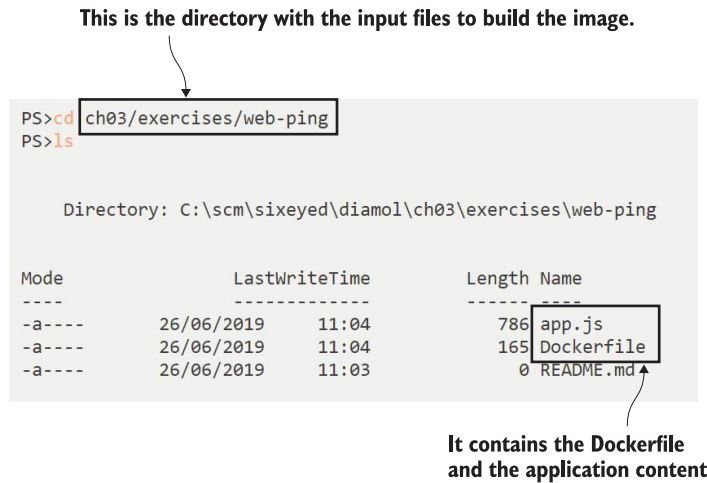 This is the directory with the input files to build the image.
PS>cd ch03/exercises/web-ping
PS>ls
Directory: C:\scm\sixeyed\diamol\ch03\exercises\web-ping
Mode LastWriteTime Length Name
---- ------------- ------ ----
-a---- 26/06/2019 11:04 786 app.js
-a---- 26/06/2019 11:04 165 Dockerfile
-a---- 26/06/2019 11:03 0 README.md
It contains the Dockerfile
and the application content